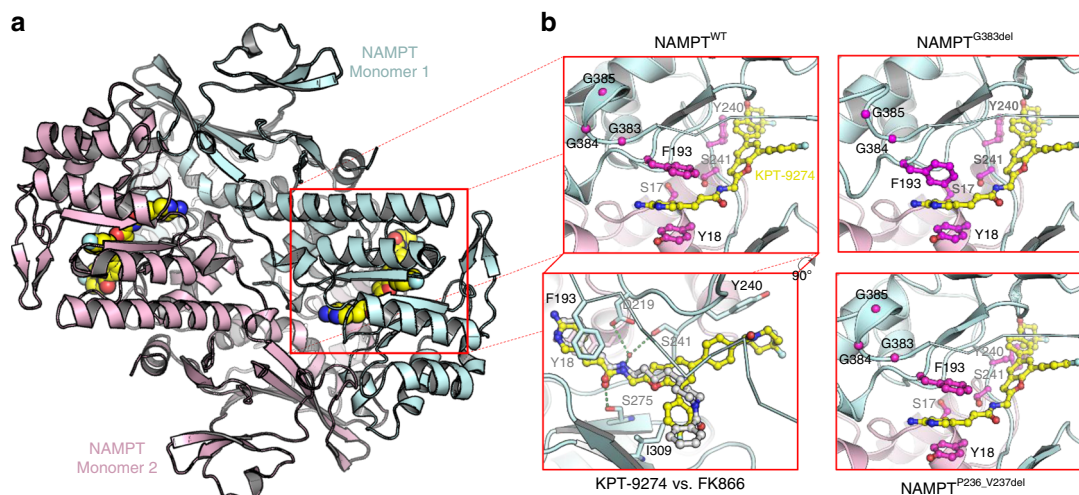 a
NAMPT
Monomer 1
NAMPT
Monomer 2
b
NAMPT^WT
G385
G384
G383
F193
Y240
S241
KPT-9274
S17
Y18
NAMPT^G383del
G385
G384
F193
Y240
S241
S17
Y18
90°
F193
D219
Y240
S241
Y18
S275
I309
KPT-9274 vs. FK866
G385
G384
G383
F193
Y240
S241
S17
Y18
NAMPT^P236_V237del